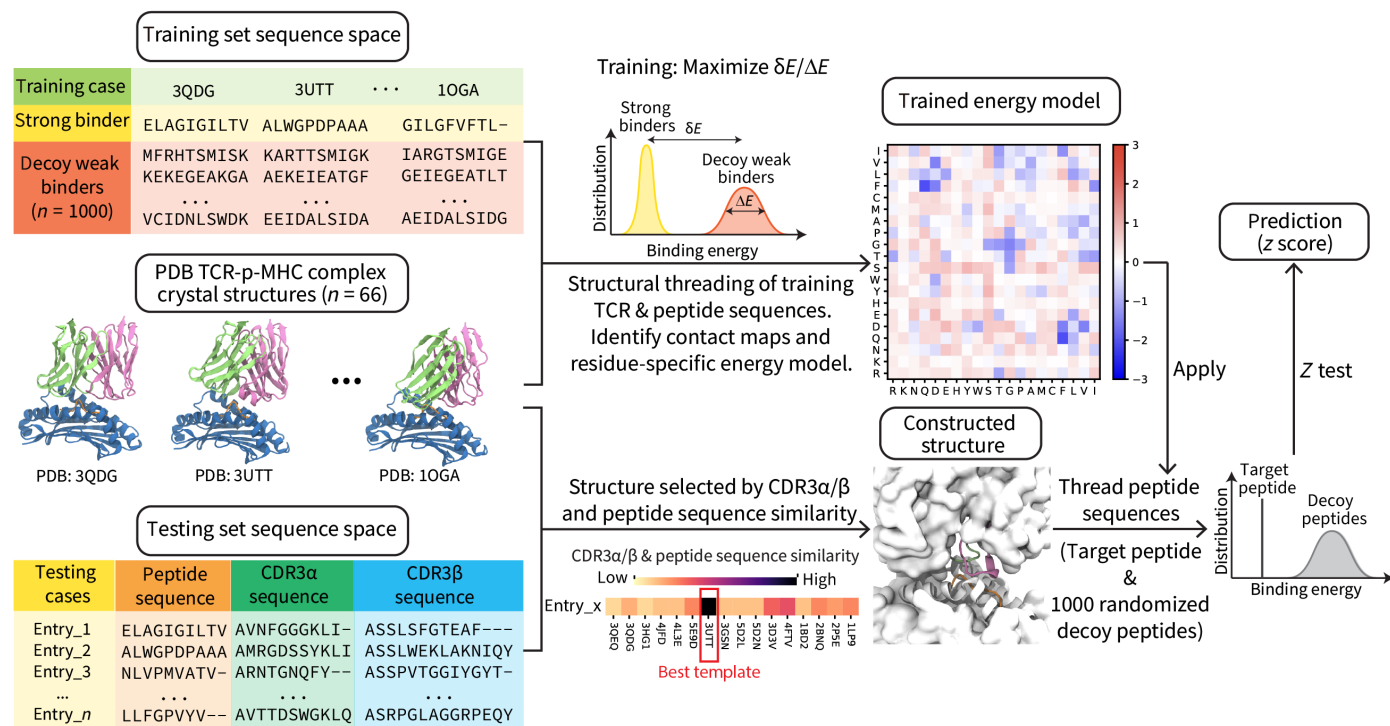 Training set sequence space
Training case 3QDG 3UTT ... 1OGA
Strong binder ELAGIGILTV ALWGPDPAAA GILGFVFTL-
Decoy weak
binders
(n = 1000)
MFRHTSMISK KARTTSMIGK IARGTSMIGE
KEKEGEAKGA AEKEIEATGF GEIEGEATLT
... ... ...
VCIDNLSWDK EEIDALSIDA AEIDALSIDG
PDB TCR-p-MHC complex
crystal structures (n = 66)
...
PDB: 3QDG PDB: 3UTT PDB: 1OGA
Testing set sequence space
Testing
cases
Peptide
sequence
CDR3α
sequence
CDR3β
sequence
Entry_1 ELAGIGILTV AVNFGGGKLI- ASSLSFGTEAF---
Entry_2 ALWGPDPAAA AMRGDSSYKLI ASSLWEKLAKNIQY
Entry_3 NLVPMVATV- ARNTGNQFY-- ASSPVTGGIYGYT-
... ... ... ...
Entry_n LLFGPVYV-- AVTTDSWGKLQ ASRPGLAGGRPEQY
Training: Maximize δE/ΔE
Strong
binders
δE
Decoy weak
binders
ΔE
Distribution
Binding energy
Structural threading of training
TCR & peptide sequences.
Identify contact maps and
residue-specific energy model.
Trained energy model
I
V
L
F
C
M
A
P
G
T
S
W
Y
H
E
D
Q
N
K
R
R K N Q D E H Y W S T G P A M C F L V I
3
2
1
0
−1
−2
−3
Apply
Structure selected by CDR3α/β
and peptide sequence similarity
CDR3α/β & peptide sequence similarity
Low High
Entry_x
3QEQ
3QDG
3HG1
4JFD
4L3E
5E9D
3UTT
3GSN
5D2L
5D2N
3D3V
4FTV
1BD2
2BNQ
2P5E
1LP9
Best template
Constructed
structure
Thread peptide
sequences
(Target peptide
&
1000 randomized
decoy peptides)
Prediction
(z score)
Z test
Target
peptide
Decoy
peptides
Distribution
Binding energy